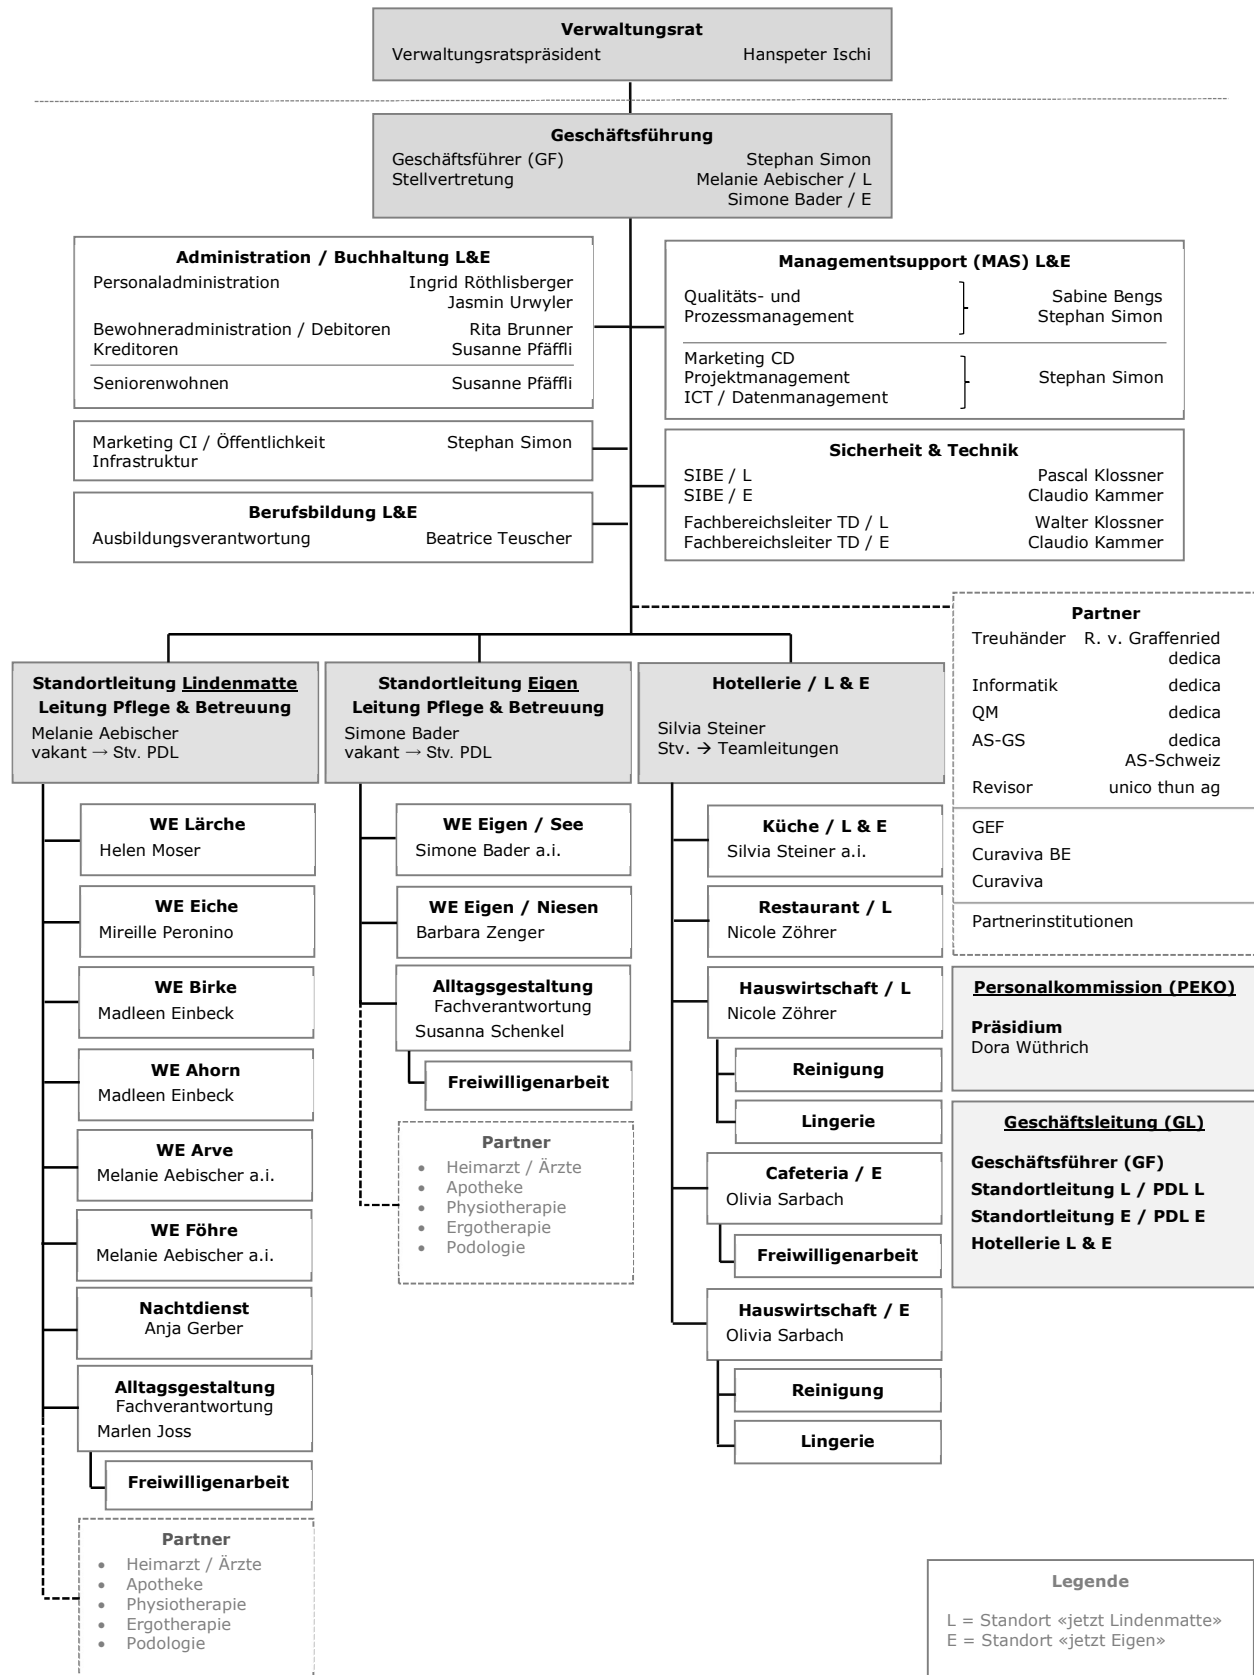 Verwaltungsrat
Verwaltungsratspräsident Hanspeter Ischi
Geschäftsführung
Geschäftsführer (GF) Stephan Simon
Stellvertretung Melanie Aebischer / L
Simone Bader / E
Administration / Buchhaltung L&E
Personaladministration Ingrid Röthlisberger
Jasmin Urwyler
Bewohneradministration / Debitoren Rita Brunner
Kreditoren Susanne Pfäffli
Seniorenwohnen Susanne Pfäffli
Managementsupport (MAS) L&E
Qualitäts- und Sabine Bengs
Prozessmanagement Stephan Simon
Marketing CD
Projektmanagement Stephan Simon
ICT / Datenmanagement
Marketing CI / Öffentlichkeit Stephan Simon
Infrastruktur
Sicherheit & Technik
SIBE / L Pascal Klossner
SIBE / E Claudio Kammer
Fachbereichsleiter TD / L Walter Klossner
Fachbereichsleiter TD / E Claudio Kammer
Berufsbildung L&E
Ausbildungsverantwortung Beatrice Teuscher
Partner
Treuhänder R. v. Graffenried
dedica
Informatik dedica
QM dedica
AS-GS dedica
AS-Schweiz
Revisor unico thun ag
GEF
Curaviva BE
Curaviva
Partnerinstitutionen
Standortleitung Lindenmatte
Leitung Pflege & Betreuung
Melanie Aebischer
vakant → Stv. PDL
Standortleitung Eigen
Leitung Pflege & Betreuung
Simone Bader
vakant → Stv. PDL
Hotellerie / L & E
Silvia Steiner
Stv. → Teamleitungen
WE Lärche
Helen Moser
WE Eiche
Mireille Peronino
WE Birke
Madleen Einbeck
WE Ahorn
Madleen Einbeck
WE Arve
Melanie Aebischer a.i.
WE Föhre
Melanie Aebischer a.i.
Nachtdienst
Anja Gerber
Alltagsgestaltung
Fachverantwortung
Marlen Joss
Freiwilligenarbeit
Partner
• Heimarzt / Ärzte
• Apotheke
• Physiotherapie
• Ergotherapie
• Podologie
WE Eigen / See
Simone Bader a.i.
WE Eigen / Niesen
Barbara Zenger
Alltagsgestaltung
Fachverantwortung
Susanna Schenkel
Freiwilligenarbeit
Partner
• Heimarzt / Ärzte
• Apotheke
• Physiotherapie
• Ergotherapie
• Podologie
Küche / L & E
Silvia Steiner a.i.
Restaurant / L
Nicole Zöhrer
Hauswirtschaft / L
Nicole Zöhrer
Reinigung
Lingerie
Cafeteria / E
Olivia Sarbach
Freiwilligenarbeit
Hauswirtschaft / E
Olivia Sarbach
Reinigung
Lingerie
Personalkommission (PEKO)
Präsidium
Dora Wüthrich
Geschäftsleitung (GL)
Geschäftsführer (GF)
Standortleitung L / PDL L
Standortleitung E / PDL E
Hotellerie L & E
Legende
L = Standort «jetzt Lindenmatte»
E = Standort «jetzt Eigen»